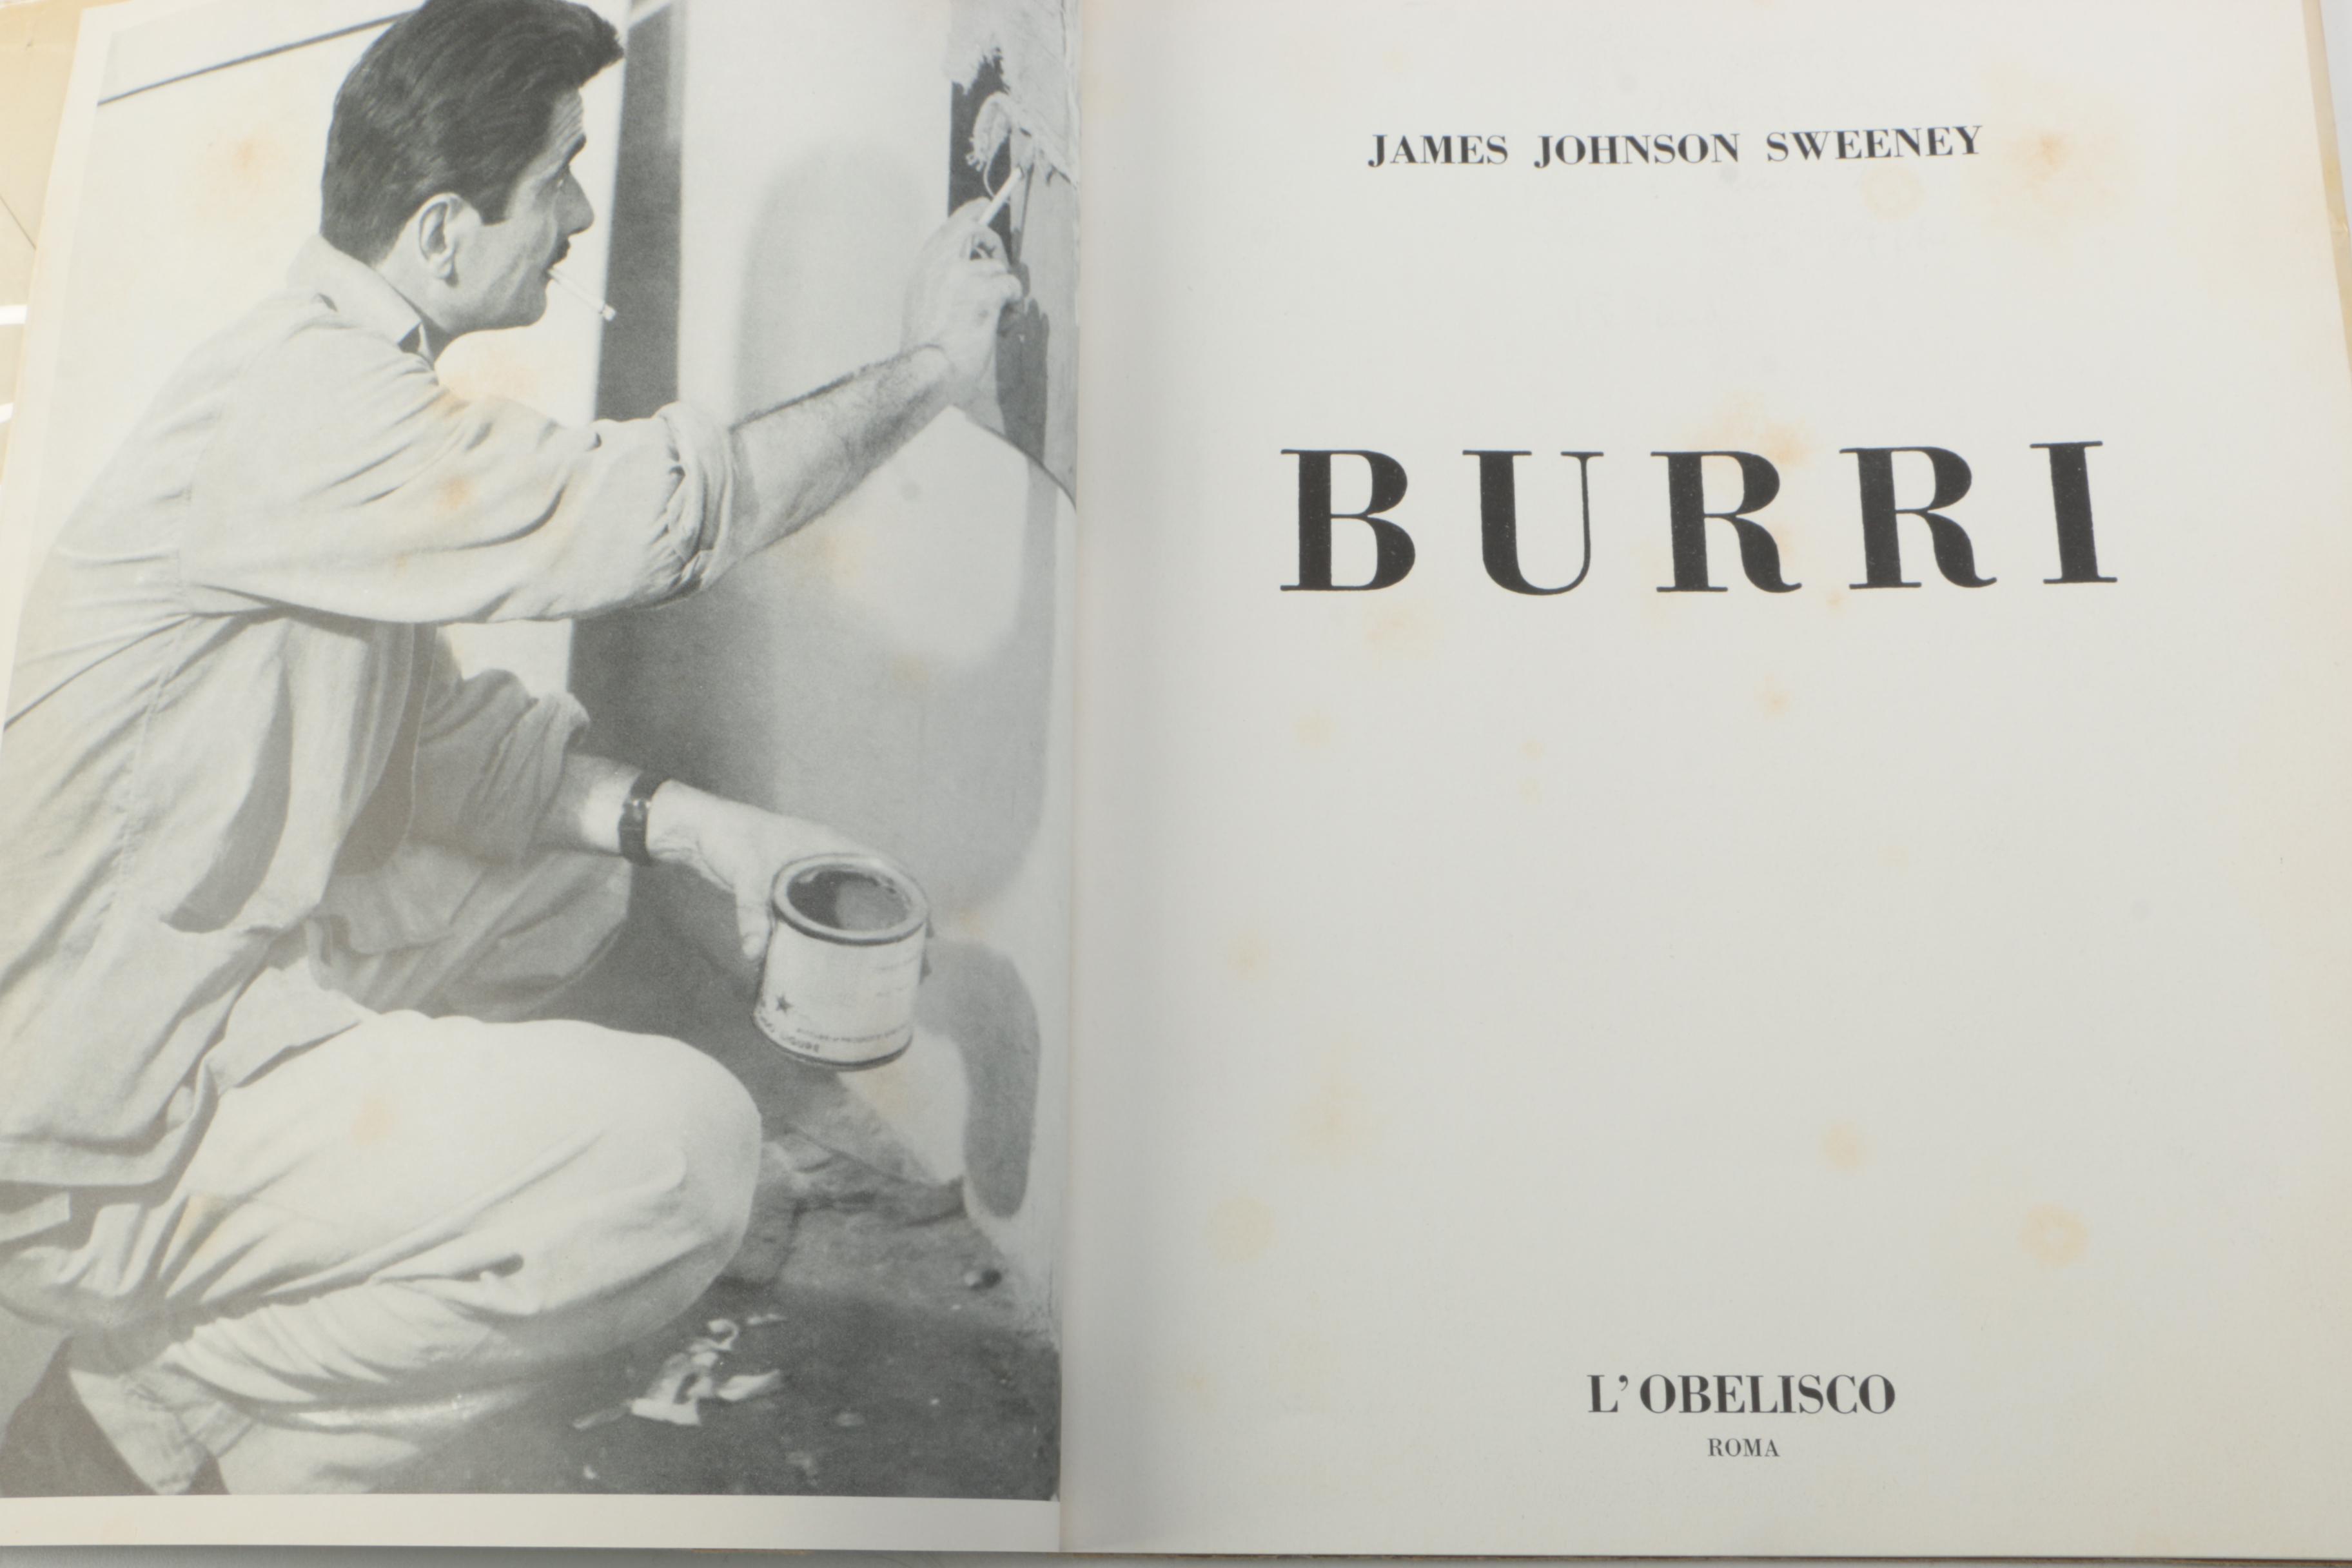 JAMES JOHNSON SWEENEY
BURRI
L'OBELISCO
ROMA